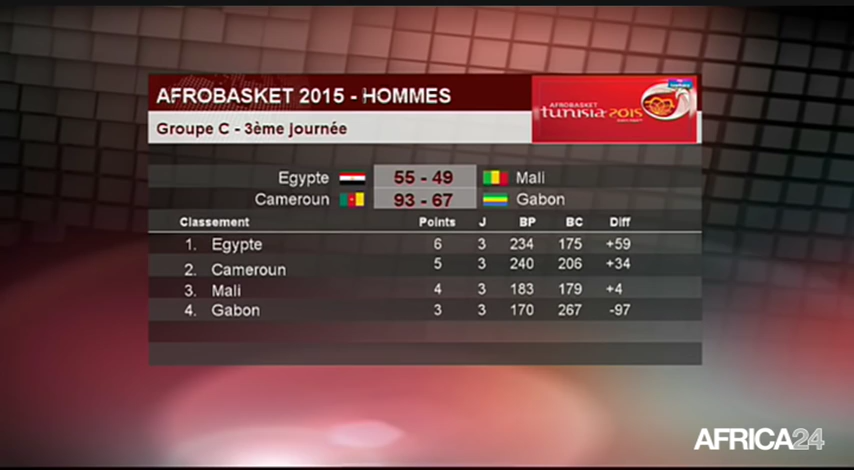 AFROBASKET 2015 - HOMMES
Groupe C - 3ème journée
AFROBASKET
tunisia 2015
Egypte 55 - 49 Mali
Cameroun 93 - 67 Gabon
Classement Points J BP BC Diff
1. Egypte 6 3 234 175 +59
2. Cameroun 5 3 240 206 +34
3. Mali 4 3 183 179 +4
4. Gabon 3 3 170 267 -97
AFRICA24